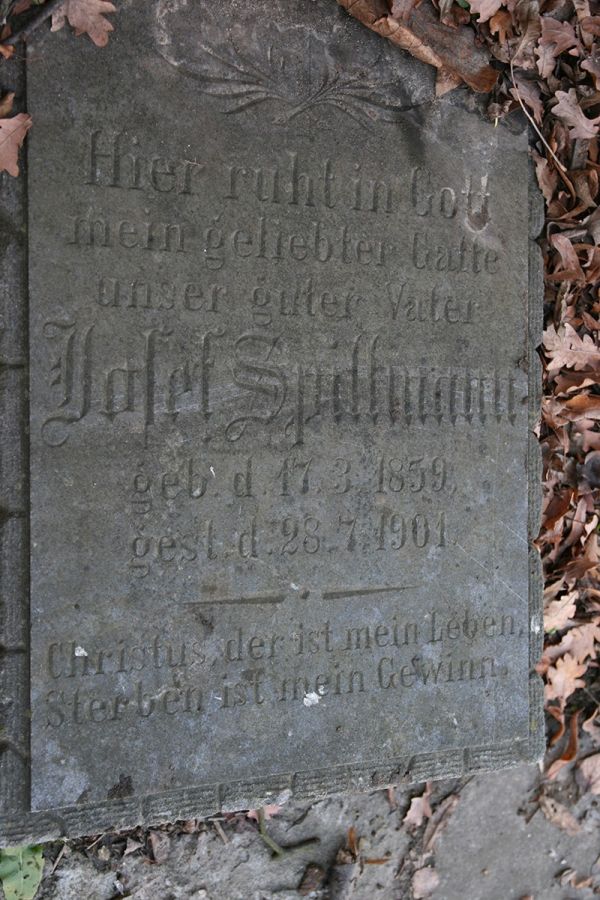 Hier ruht in Gott
mein geliebter Gatte
unser guter Vater
Josef Spillmann
geb. d. 17. 3. 1859.
gest. d. 28. 7. 1901.
Christus, der ist mein Leben,
Sterben ist mein Gewinn.